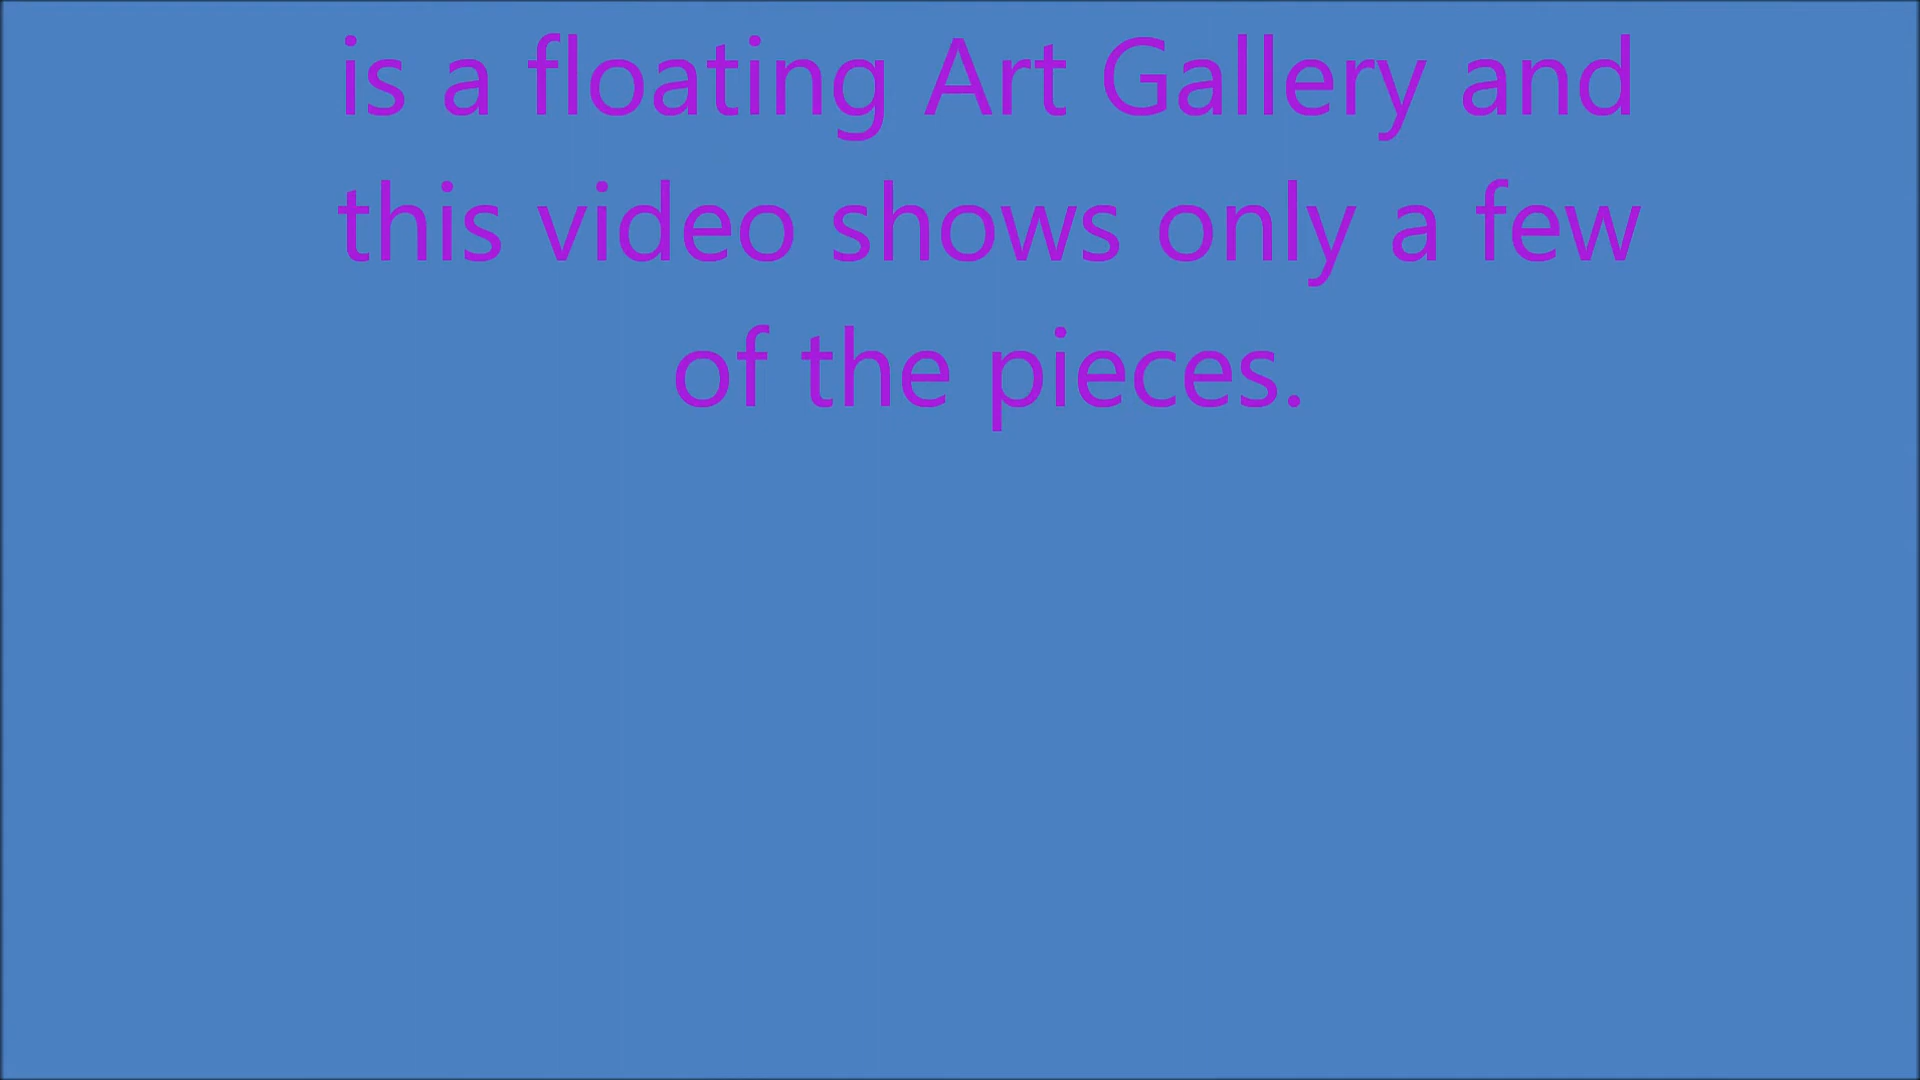 is a floating Art Gallery and
this video shows only a few
of the pieces.